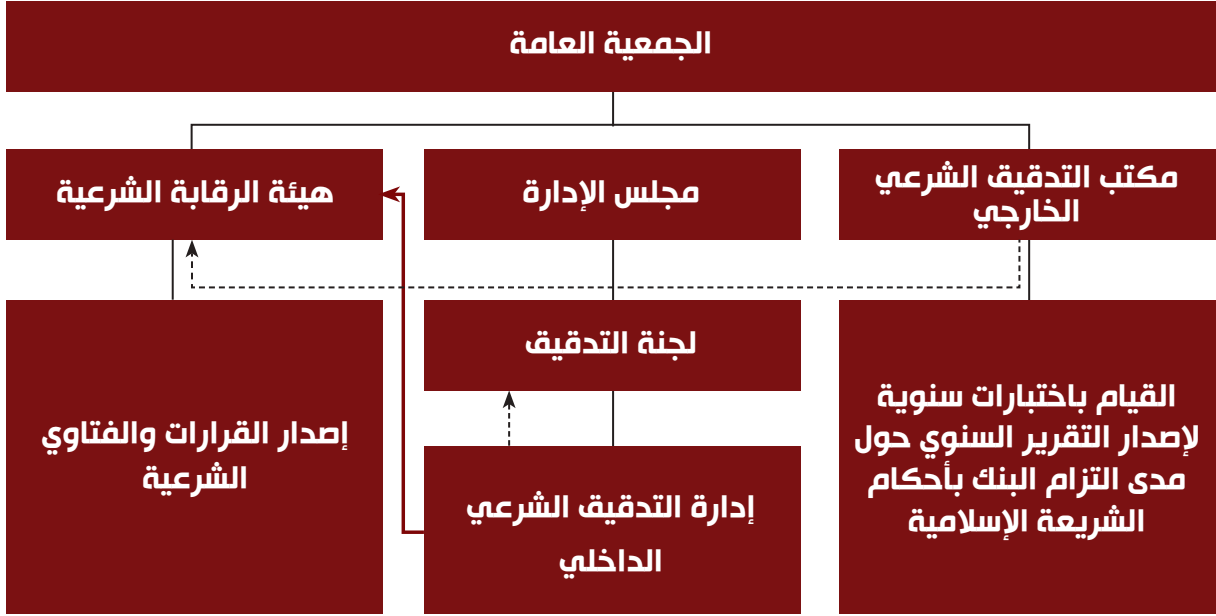 الجمعية العامة
مكتب التدقيق الشرعي
الخارجي
مجلس الإدارة
هيئة الرقابة الشرعية
القيام باختبارات سنوية
لإصدار التقرير السنوي حول
مدى التزام البنك بأحكام
الشريعة الإسلامية
لجنة التدقيق
إدارة التدقيق الشرعي
الداخلي
إصدار القرارات والفتاوي
الشرعية